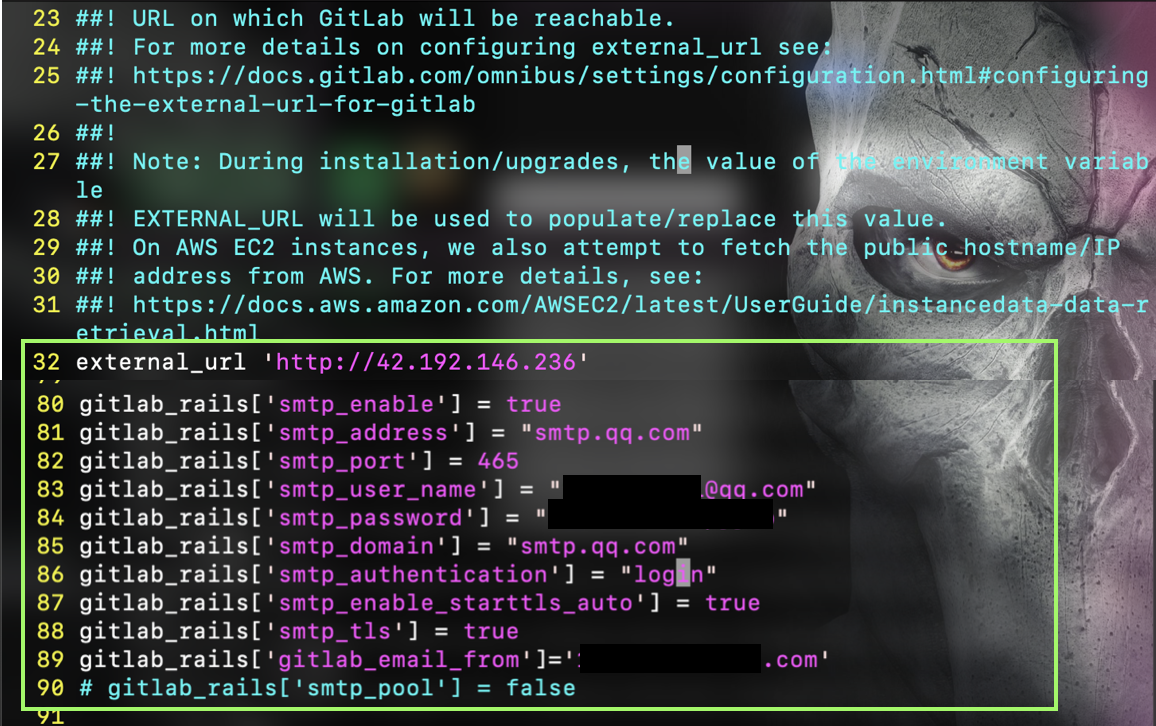 23 ##! URL on which GitLab will be reachable.
24 ##! For more details on configuring external_url see:
25 ##! https://docs.gitlab.com/omnibus/settings/configuration.html#configuring
-the-external-url-for-gitlab
26 ##!
27 ##! Note: During installation/upgrades, the value of the environment variab
le
28 ##! EXTERNAL_URL will be used to populate/replace this value.
29 ##! On AWS EC2 instances, we also attempt to fetch the public hostname/IP
30 ##! address from AWS. For more details, see:
31 ##! https://docs.aws.amazon.com/AWSEC2/latest/UserGuide/instancedata-data-r
etrieval.html
32 external_url 'http://42.192.146.236'
80 gitlab_rails['smtp_enable'] = true
81 gitlab_rails['smtp_address'] = "smtp.qq.com"
82 gitlab_rails['smtp_port'] = 465
83 gitlab_rails['smtp_user_name'] = "@qq.com"
84 gitlab_rails['smtp_password'] = ""
85 gitlab_rails['smtp_domain'] = "smtp.qq.com"
86 gitlab_rails['smtp_authentication'] = "login"
87 gitlab_rails['smtp_enable_starttls_auto'] = true
88 gitlab_rails['smtp_tls'] = true
89 gitlab_rails['gitlab_email_from']='.com'
90 # gitlab_rails['smtp_pool'] = false
91